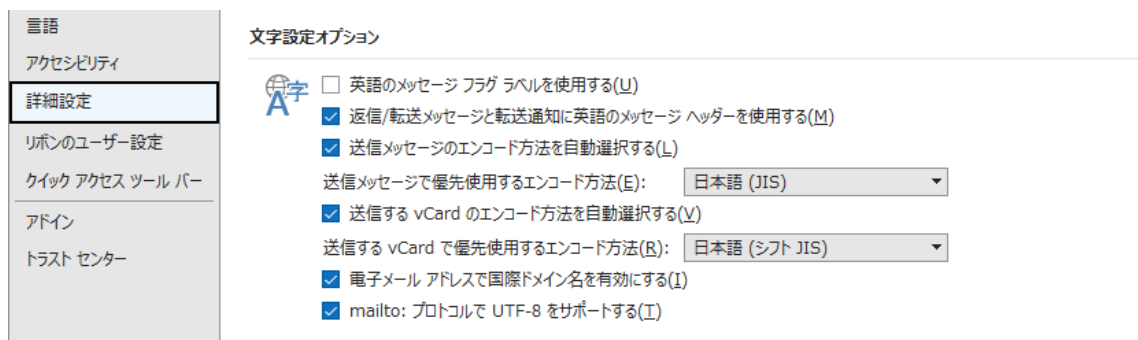 言語
アクセシビリティ
詳細設定
リボンのユーザー設定
クイック アクセス ツール バー
アドイン
トラスト センター
文字設定オプション
字
A
英語のメッセージ フラグ ラベルを使用する(U)
返信/転送メッセージと転送通知に英語のメッセージ ヘッダーを使用する(M)
送信メッセージのエンコード方法を自動選択する(L)
送信メッセージで優先使用するエンコード方法(E): 日本語 (JIS)
送信する vCard のエンコード方法を自動選択する(V)
送信する vCard で優先使用するエンコード方法(R): 日本語 (シフト JIS)
電子メール アドレスで国際ドメイン名を有効にする(I)
mailto: プロトコルで UTF-8 をサポートする(T)